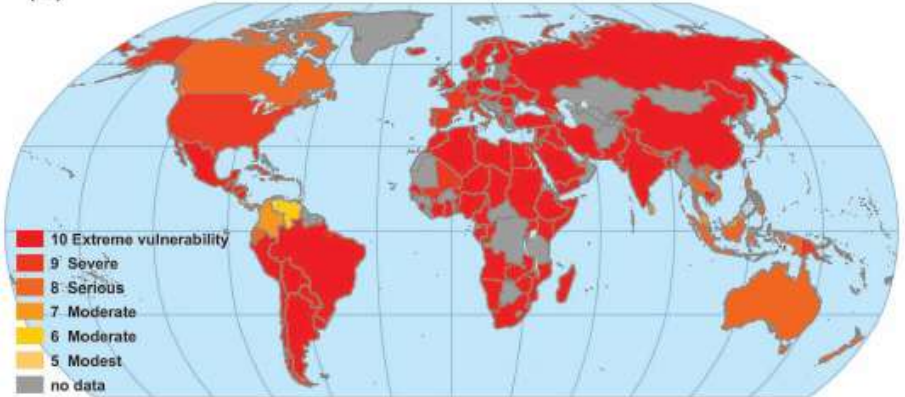 10 Extreme vulnerability
9 Severe
8 Serious
7 Moderate
6 Moderate
5 Modest
no data